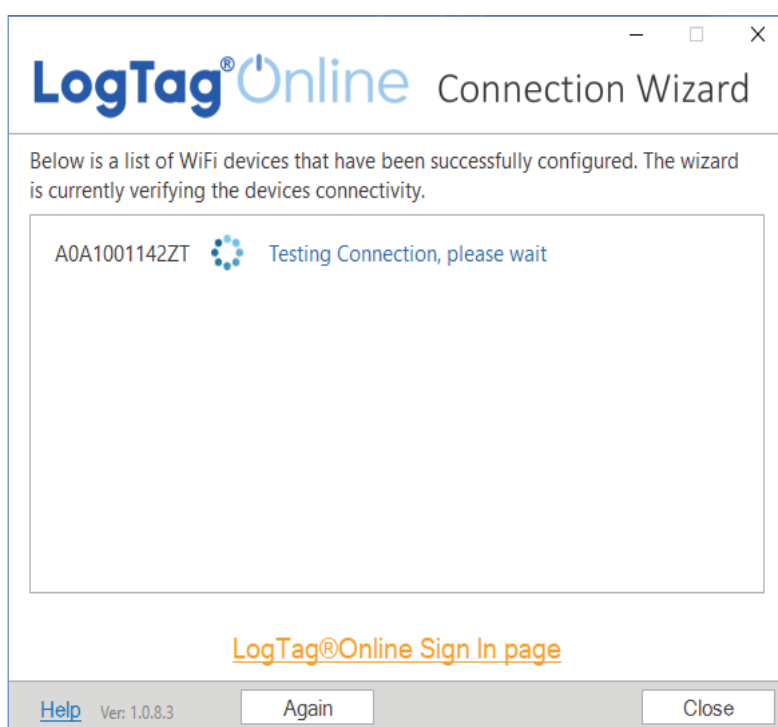 LogTag®Online Connection Wizard
Below is a list of WiFi devices that have been successfully configured. The wizard
is currently verifying the devices connectivity.
A0A1001142ZT Testing Connection, please wait
LogTag®Online Sign In page
Help Ver: 1.0.8.3 Again Close